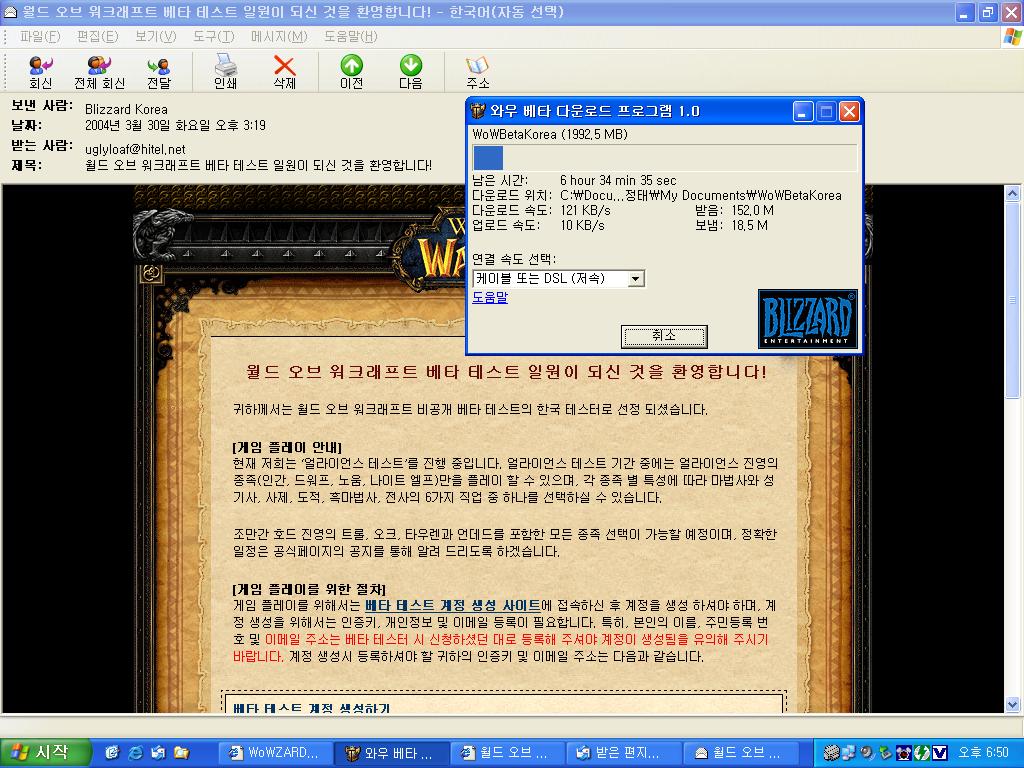 월드 오브 워크래프트 베타 테스트 일원이 되신 것을 환영합니다! - 한국어(자동 선택)
파일(F) 편집(E) 보기(V) 도구(T) 메시지(M) 도움말(H)
회신 전체 회신 전달 인쇄 삭제 이전 다음 주소
보낸 사람: Blizzard Korea
날짜: 2004년 3월 30일 화요일 오후 3:19
받는 사람: uglyloaf@hitel.net
제목: 월드 오브 워크래프트 베타 테스트 일원이 되신 것을 환영합니다!
와우 베타 다운로드 프로그램 1.0
WoWBetaKorea (1992.5 MB)
남은 시간: 6 hour 34 min 35 sec
다운로드 위치: C:₩Docu...정태₩My Documents₩WoWBetaKorea
다운로드 속도: 121 KB/s 받음: 152.0 M
업로드 속도: 10 KB/s 보냄: 18.5 M
연결 속도 선택:
케이블 또는 DSL (저속)
도움말
취소
BLIZZARD
ENTERTAINMENT
월드 오브 워크래프트 베타 테스트 일원이 되신 것을 환영합니다!
귀하께서는 월드 오브 워크래프트 비공개 베타 테스트의 한국 테스터로 선정 되셨습니다.
[게임 플레이 안내]
현재 저희는 '얼라이언스 테스트'를 진행 중입니다. 얼라이언스 테스트 기간 중에는 얼라이언스 진영의
종족(인간, 드워프, 노움, 나이트 엘프)만을 플레이 할 수 있으며, 각 종족 별 특성에 따라 마법사와 성
기사, 사제, 도적, 흑마법사, 전사의 6가지 직업 중 하나를 선택하실 수 있습니다.
조만간 호드 진영의 트롤, 오크, 타우렌과 언데드를 포함한 모든 종족 선택이 가능할 예정이며, 정확한
일정은 공식페이지의 공지를 통해 알려 드리도록 하겠습니다.
[게임 플레이를 위한 절차]
게임 플레이를 위해서는 베타 테스트 계정 생성 사이트에 접속하신 후 계정을 생성 하셔야 하며, 계
정 생성을 위해서는 인증키, 개인정보 및 이메일 등록이 필요합니다. 특히, 본인의 이름, 주민등록 번
호 및 이메일 주소는 베타 테스터 시 신청하셨던 대로 등록해 주셔야 계정이 생성됨을 유의해 주시기
바랍니다. 계정 생성시 등록하셔야 할 귀하의 인증키 및 이메일 주소는 다음과 같습니다.
베타 테스트 계정 생성하기
시작 WoWZARD... 와우 베타 ... 월드 오브 ... 받은 편지... 월드 오브 ... 오후 6:50